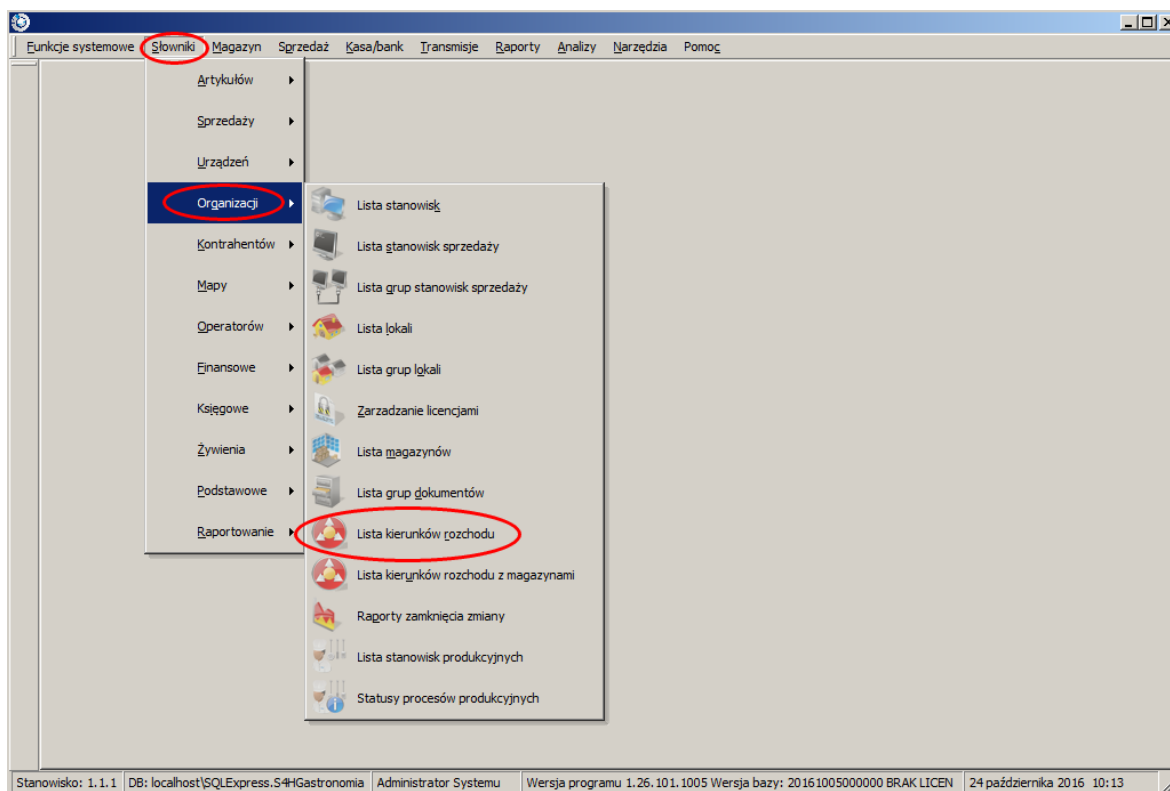 Funkcje systemowe Słowniki Magazyn Sprzedaż Kasa/bank Transmisje Raporty Analizy Narzędzia Pomoc
Artykułów
Sprzedaży
Urządzeń
Organizacji
Kontrahentów
Mapy
Operatorów
Finansowe
Księgowe
Żywienia
Podstawowe
Raportowanie
Lista stanowisk
Lista stanowisk sprzedaży
Lista grup stanowisk sprzedaży
Lista lokali
Lista grup lokali
Zarzadzanie licencjami
Lista magazynów
Lista grup dokumentów
Lista kierunków rozchodu
Lista kierunków rozchodu z magazynami
Raporty zamknięcia zmiany
Lista stanowisk produkcyjnych
Statusy procesów produkcyjnych
Stanowisko: 1.1.1 DB: localhost\SQLExpress.S4HGastronomia Administrator Systemu Wersja programu 1.26.101.1005 Wersja bazy: 20161005000000 BRAK LICEN 24 października 2016 10:13